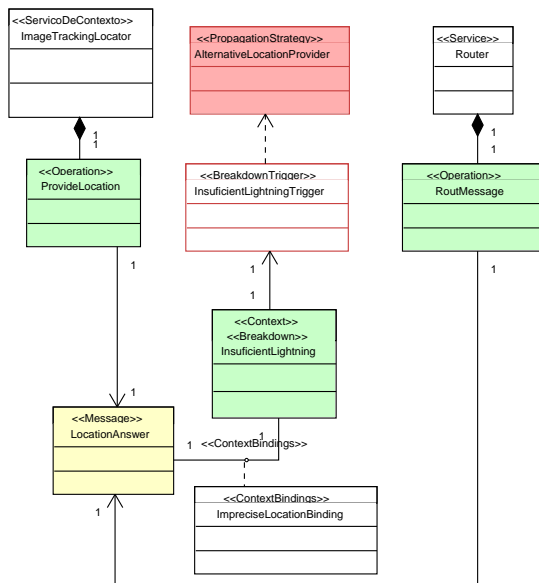 <<ServicoDeContexto>>
ImageTrackingLocator
<<PropagationStrategy>>
AlternativeLocationProvider
<<Service>>
Router
1
1
1
1
<<Operation>>
ProvideLocation
<<BreakdownTrigger>>
InsuficientLightningTrigger
<<Operation>>
RoutMessage
1
1
1
1
<<Context>>
<<Breakdown>>
InsuficientLightning
1
<<Message>>
LocationAnswer
1
<<ContextBindings>>
1
1
<<ContextBindings>>
ImpreciseLocationBinding